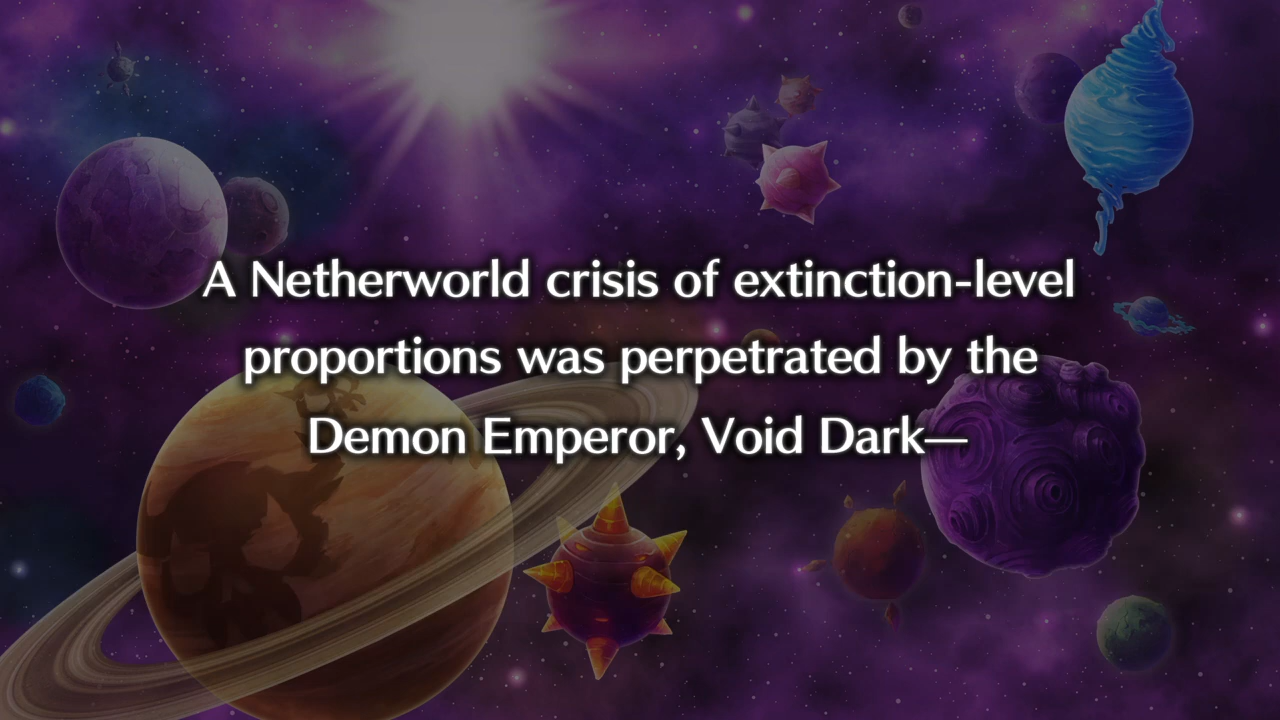 A Netherworld crisis of extinction-level
proportions was perpetrated by the
Demon Emperor, Void Dark—